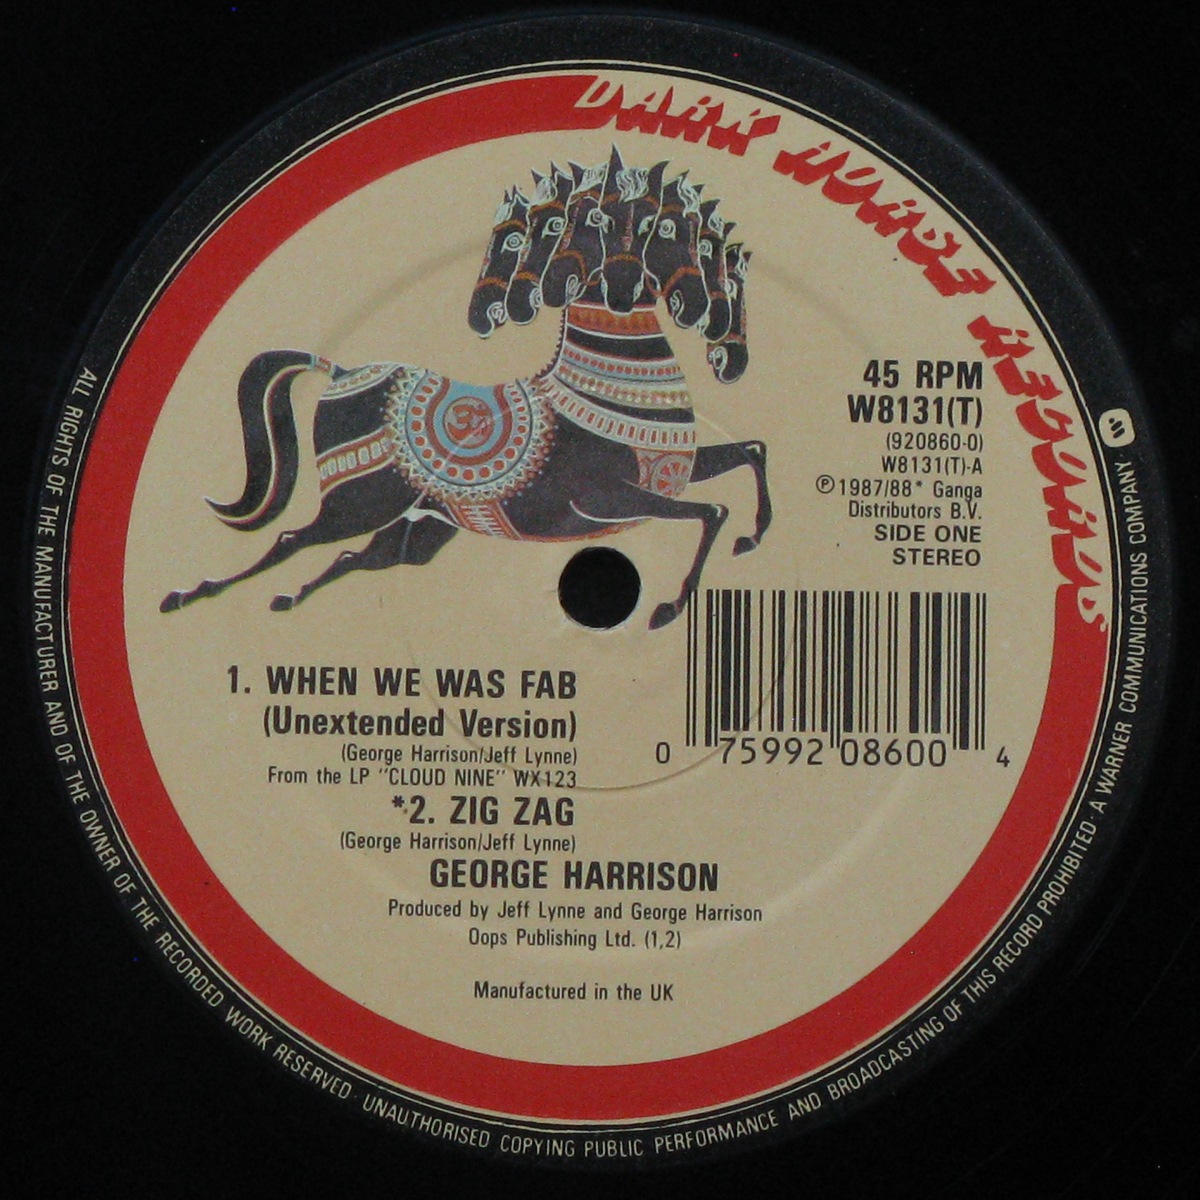 DARK HORSE RECORDS
45 RPM
W8131(T)
(920860-0)
W8131(T)-A
Ⓟ1987/88* Ganga
Distributors B.V.
SIDE ONE
STEREO
0 75992 08600 4
1. WHEN WE WAS FAB
(Unextended Version)
(George Harrison/Jeff Lynne)
From the LP "CLOUD NINE" WX123
*2. ZIG ZAG
(George Harrison/Jeff Lynne)
GEORGE HARRISON
Produced by Jeff Lynne and George Harrison
Oops Publishing Ltd. (1,2)
Manufactured in the UK
ALL RIGHTS OF THE MANUFACTURER AND OF THE OWNER OF THE RECORDED WORK RESERVED · UNAUTHORISED COPYING PUBLIC PERFORMANCE AND BROADCASTING OF THIS RECORD PROHIBITED · A WARNER COMMUNICATIONS COMPANY ·